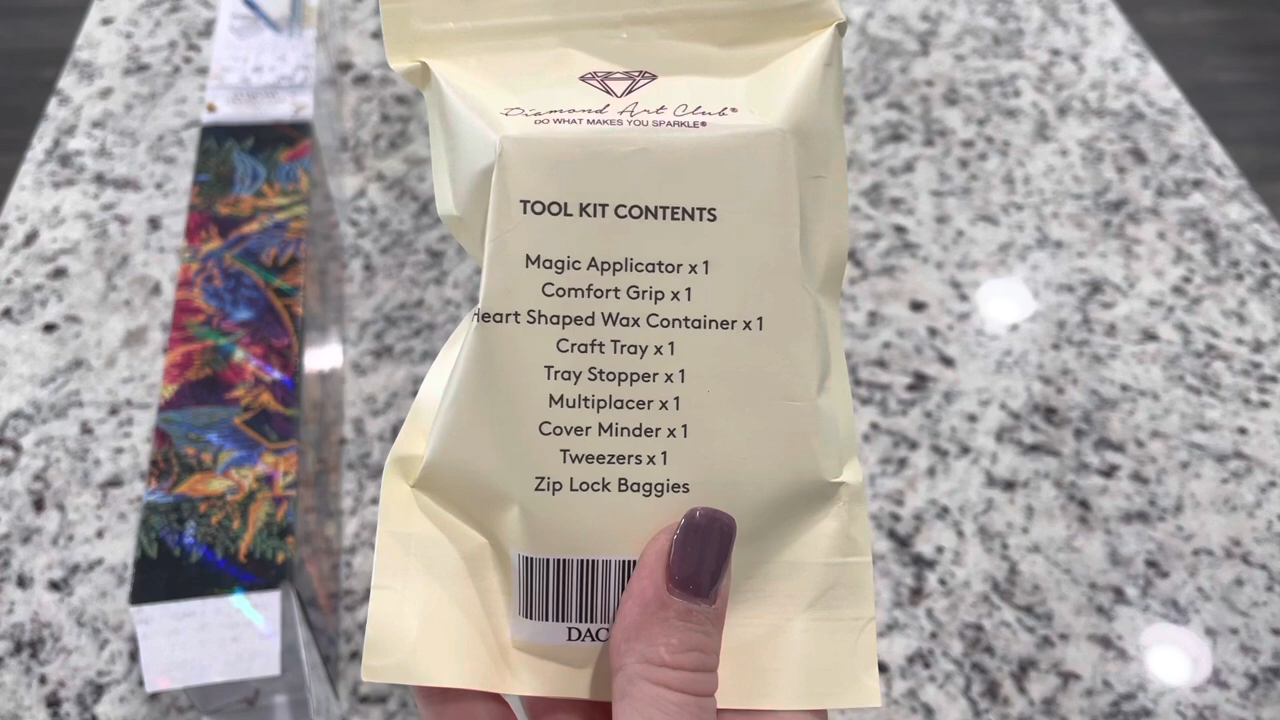 Diamond Art Club®
DO WHAT MAKES YOU SPARKLE®
TOOL KIT CONTENTS
Magic Applicator x 1
Comfort Grip x 1
Heart Shaped Wax Container x 1
Craft Tray x 1
Tray Stopper x 1
Multiplacer x 1
Cover Minder x 1
Tweezers x 1
Zip Lock Baggies
DAC